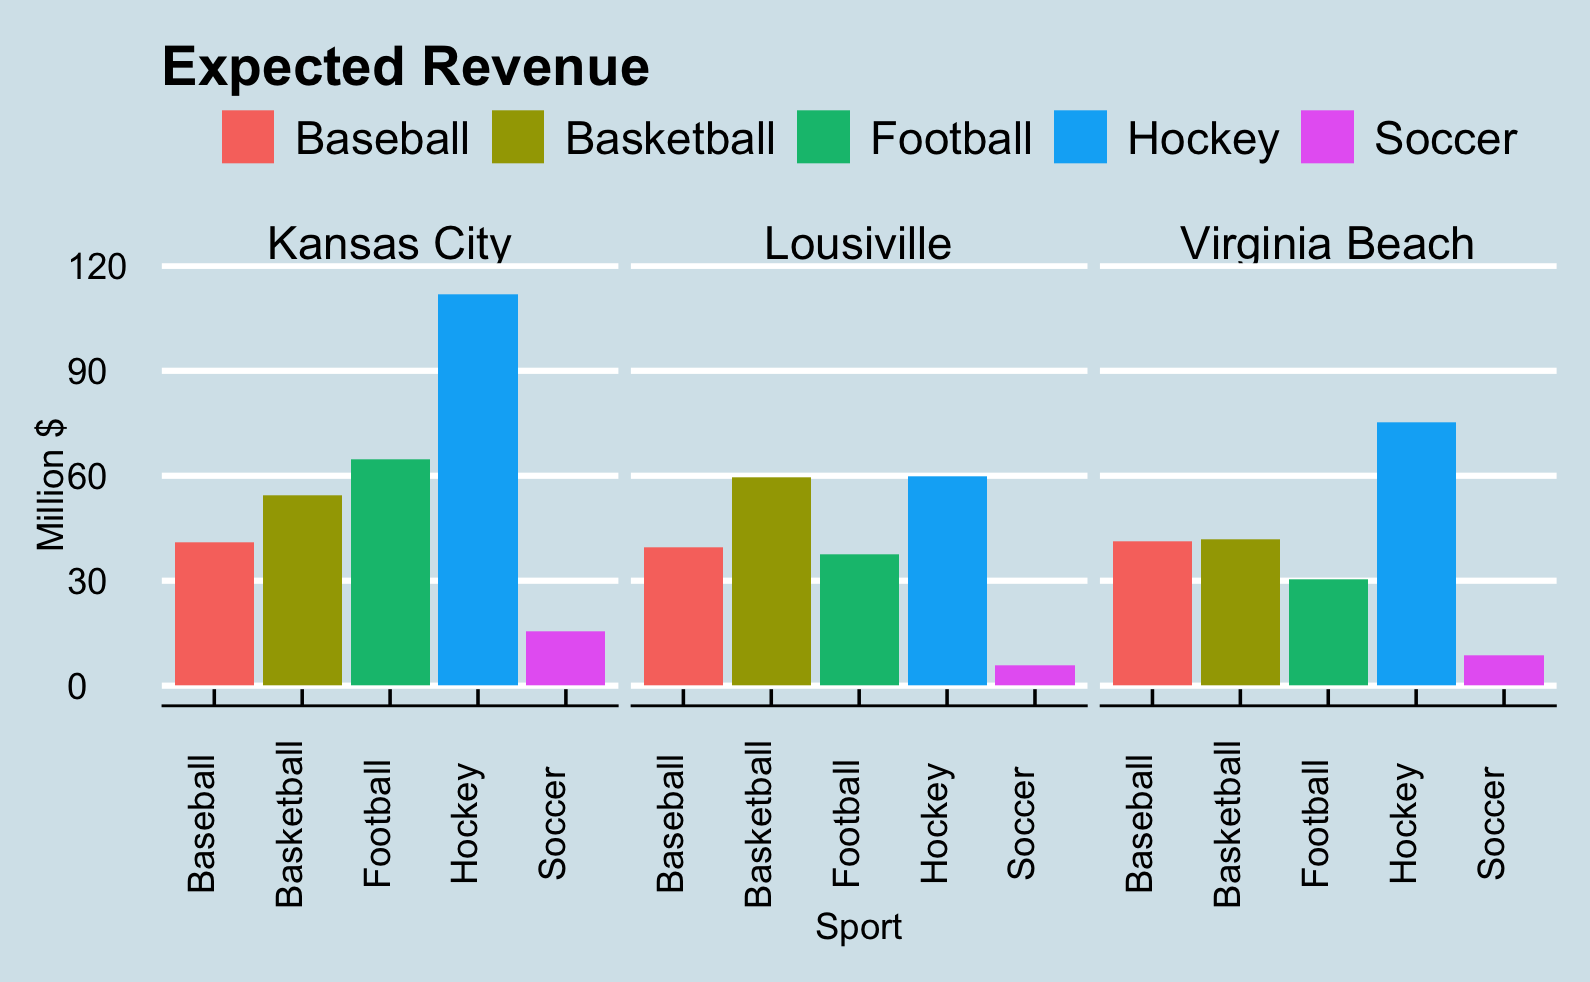 Expected Revenue
Baseball Basketball Football Hockey Soccer
Kansas City Lousiville Virginia Beach
120
90
60
30
0
Million $
Baseball Basketball Football Hockey Soccer Baseball Basketball Football Hockey Soccer Baseball Basketball Football Hockey Soccer
Sport